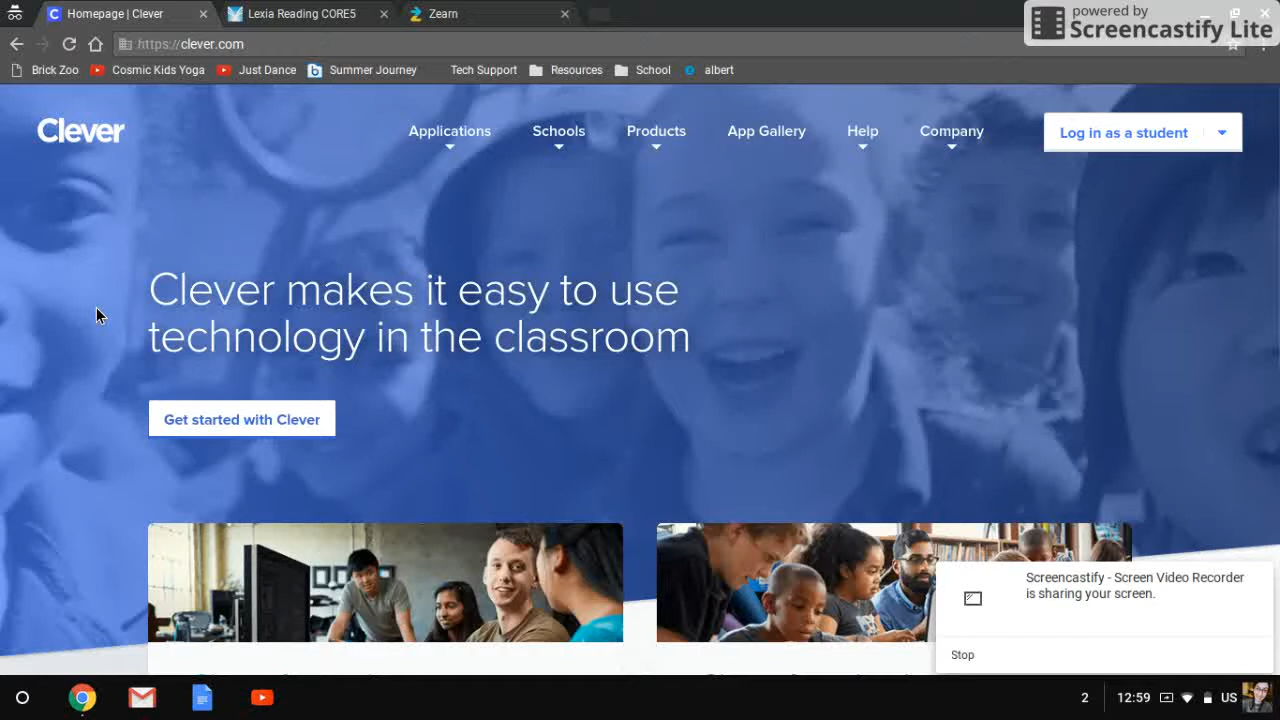 Homepage | Clever
Lexia Reading CORE5
Zearn
powered by
Screencastify Lite
https://clever.com
Brick Zoo
Cosmic Kids Yoga
Just Dance
Summer Journey
Tech Support
Resources
School
albert
Clever
Applications
Schools
Products
App Gallery
Help
Company
Log in as a student
Clever makes it easy to use
technology in the classroom
Get started with Clever
Screencastify - Screen Video Recorder
is sharing your screen.
Stop
2
12:59
US